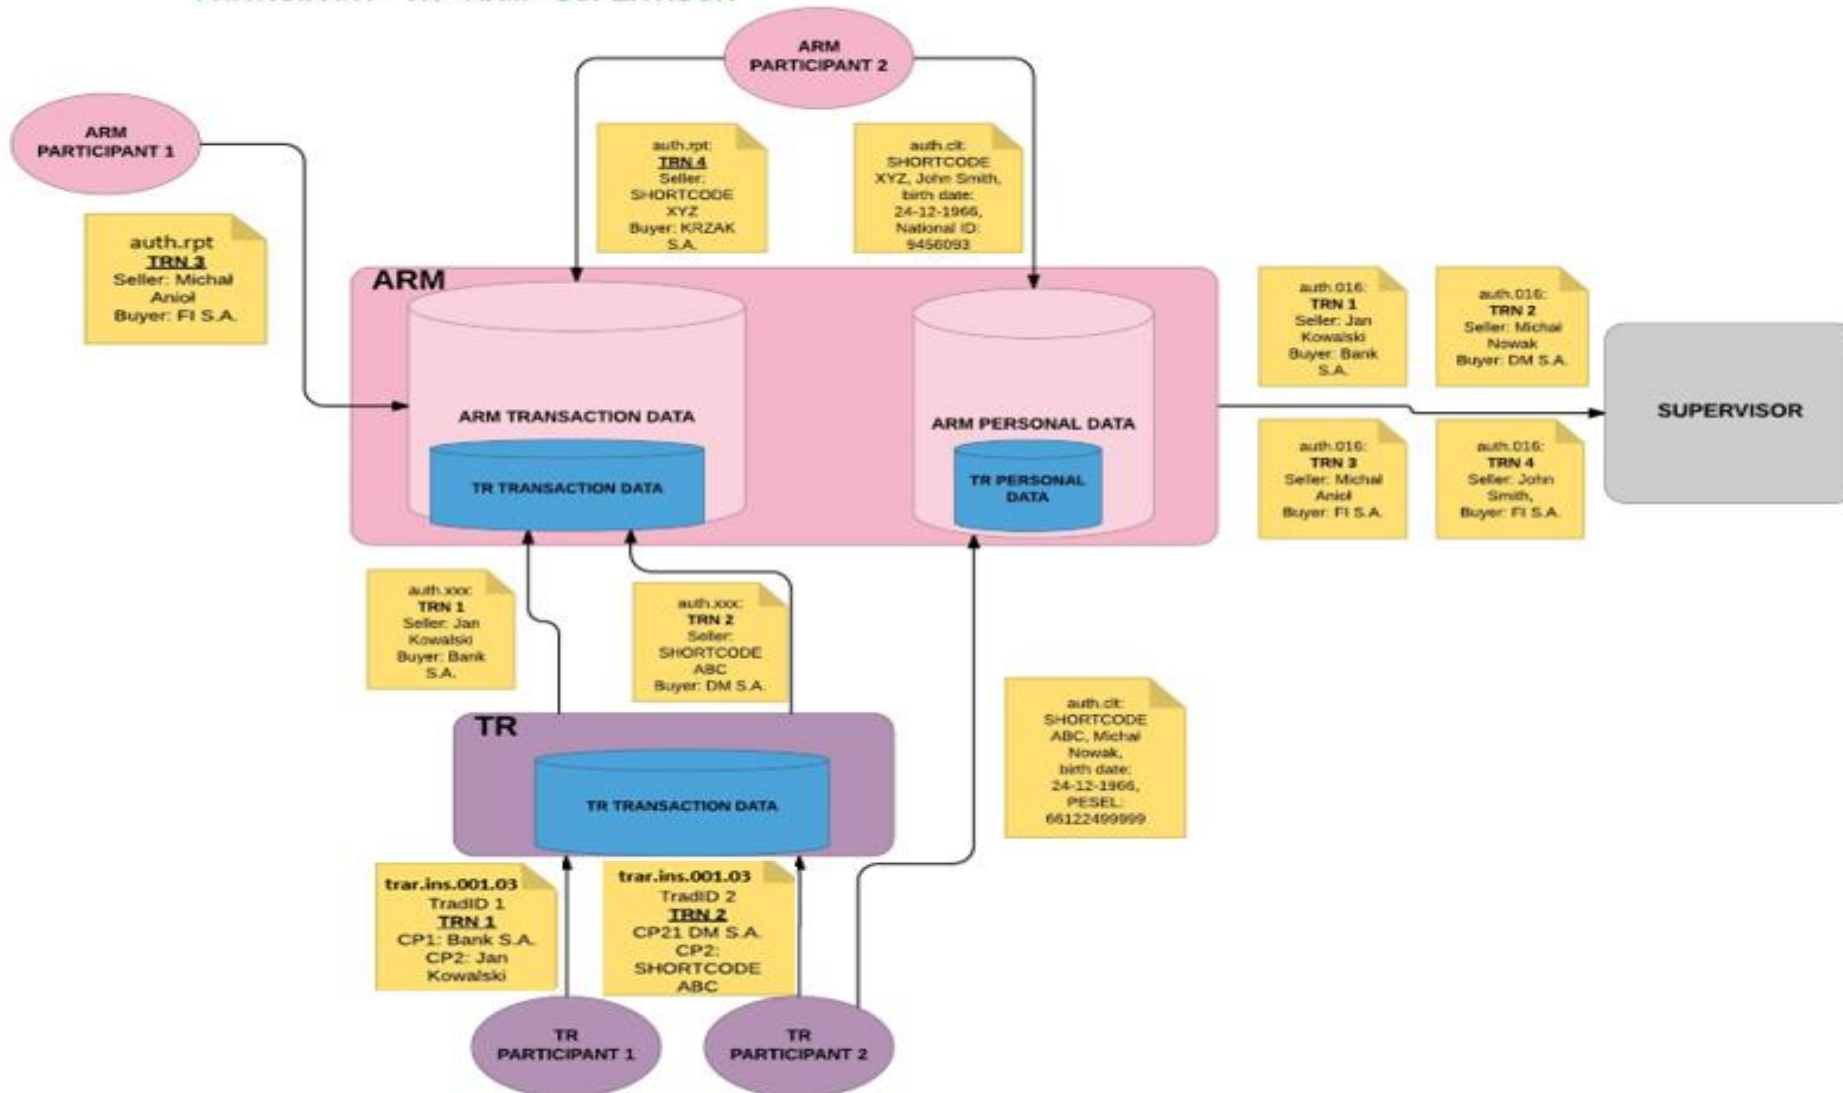 ARM
PARTICIPANT 2
ARM
PARTICIPANT 1
auth.rpt:
TRN 4
Seller:
SHORTCODE
XYZ
Buyer: KRZAK
S.A.
auth.clt:
SHORTCODE
XYZ, John Smith,
birth date:
24-12-1966,
National ID:
9456093
auth.rpt
TRN 3
Seller: Michał
Anioł
Buyer: FI S.A.
ARM
ARM TRANSACTION DATA
TR TRANSACTION DATA
ARM PERSONAL DATA
TR PERSONAL
DATA
auth.016:
TRN 1
Seller: Jan
Kowalski
Buyer: Bank
S.A.
auth.016:
TRN 2
Seller: Michał
Nowak
Buyer: DM S.A.
SUPERVISOR
auth.016:
TRN 3
Seller: Michał
Anioł
Buyer: FI S.A.
auth.016:
TRN 4
Seller: John
Smith,
Buyer: FI S.A.
auth.xxx:
TRN 1
Seller: Jan
Kowalski
Buyer: Bank
S.A.
auth.xxx:
TRN 2
Seller:
SHORTCODE
ABC
Buyer: DM S.A.
auth.clt:
SHORTCODE
ABC, Michał
Nowak,
birth date:
24-12-1966,
PESEL:
66122499999
TR
TR TRANSACTION DATA
trar.ins.001.03
TradID 1
TRN 1
CP1: Bank S.A.
CP2: Jan
Kowalski
trar.ins.001.03
TradID 2
TRN 2
CP21 DM S.A.
CP2:
SHORTCODE
ABC
TR
PARTICIPANT 1
TR
PARTICIPANT 2